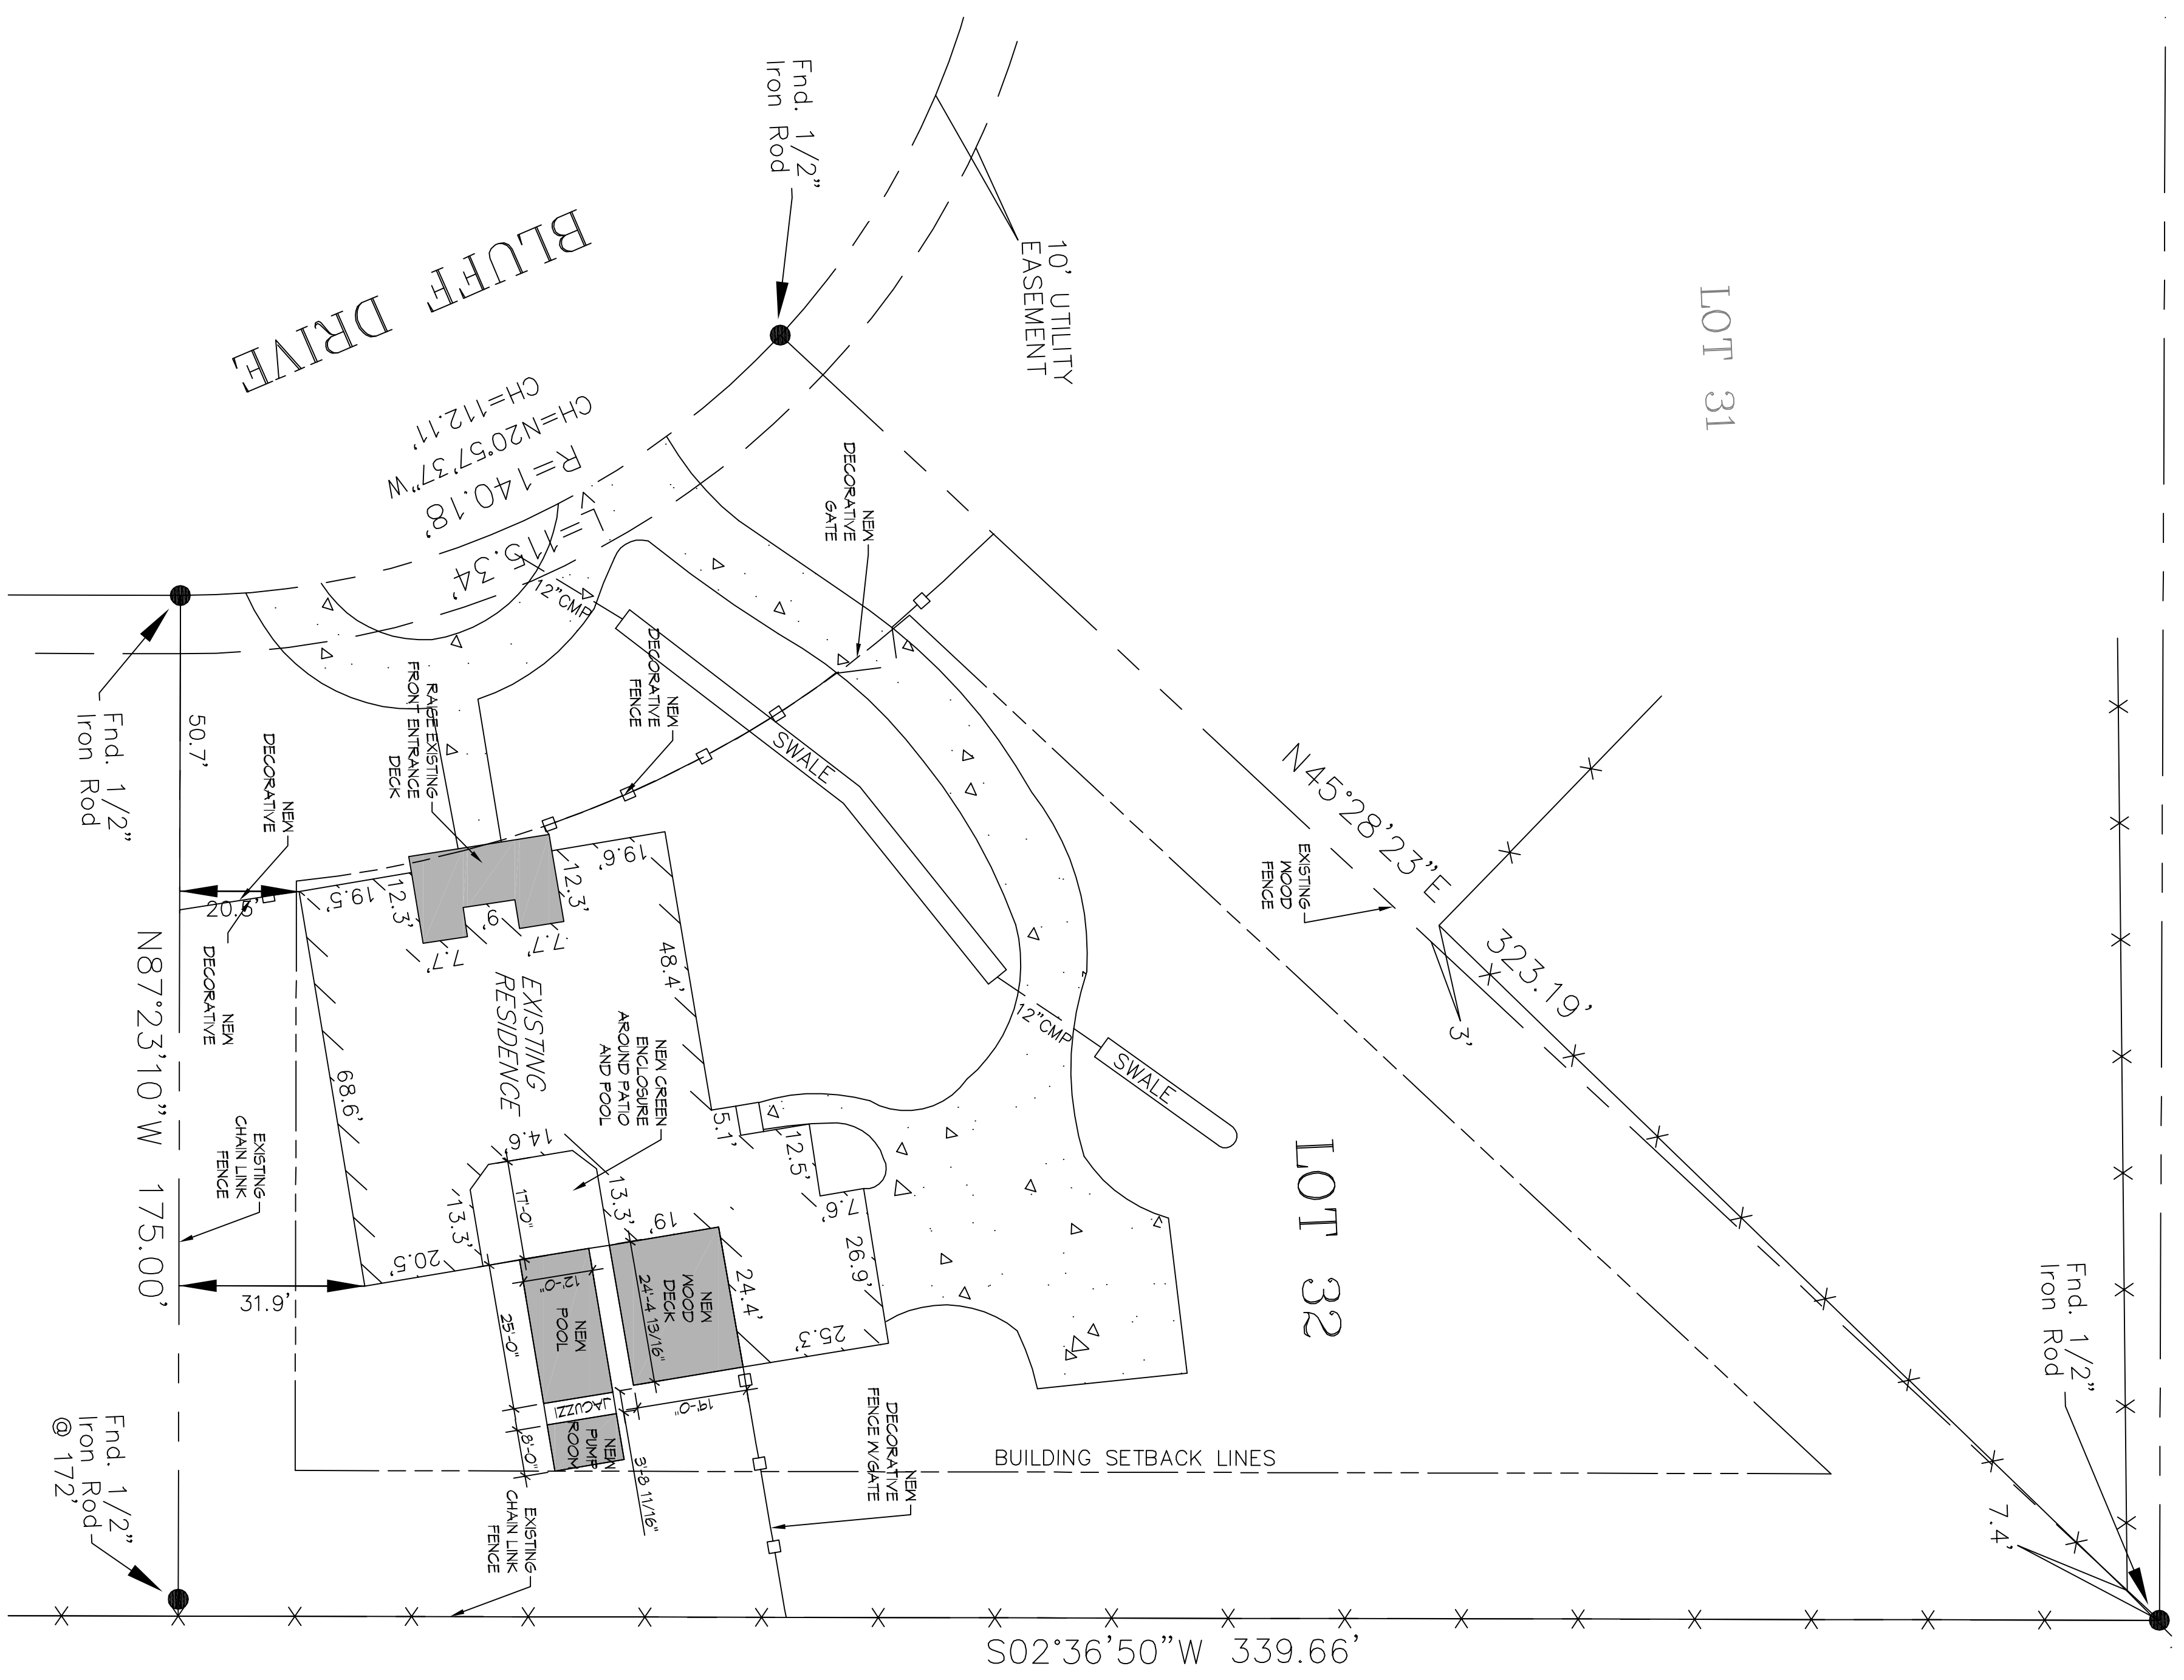 LOT 31
10' UTILITY
EASEMENT
Fnd. 1/2"
Iron Rod
BLUFF DRIVE
CH=112.11'
CH=N20°57'37"W
R=140.18'
L=115.34'
NEW
DECORATIVE
GATE
12"CMP
NEW
DECORATIVE
FENCE
SWALE
RAISE EXISTING
FRONT ENTRANCE
DECK
Fnd. 1/2"
Iron Rod
50.7'
NEW
DECORATIVE
20.6'
NEW
DECORATIVE
N87°23'10"W 175.00'
N45°28'23"E 323.19'
EXISTING
WOOD
FENCE
3'
19.5'
12.3'
7.7'
9'
7.7'
12.3'
19.6'
48.4'
68.6'
EXISTING
RESIDENCE
NEW CREEN
ENCLOSURE
AROUND PATIO
AND POOL
12"CMP
SWALE
LOT 32
EXISTING
CHAIN LINK
FENCE
31.9'
20.5'
13.3'
14.6'
13.3'
17'-0"
19'
5.1'
12.5'
7.6'
26.9'
25.3'
24.4'
NEW
WOOD
DECK
24'-4 13/16"
12'-0"
NEW
POOL
25'-0"
JACUZZI
NEW
PUMP
ROOM
8'-0"
19'-0"
3'-8 11/16"
NEW
DECORATIVE
FENCE W/GATE
EXISTING
CHAIN LINK
FENCE
BUILDING SETBACK LINES
Fnd. 1/2"
Iron Rod
@ 172'
Fnd. 1/2"
Iron Rod
7.4'
S02°36'50"W 339.66'